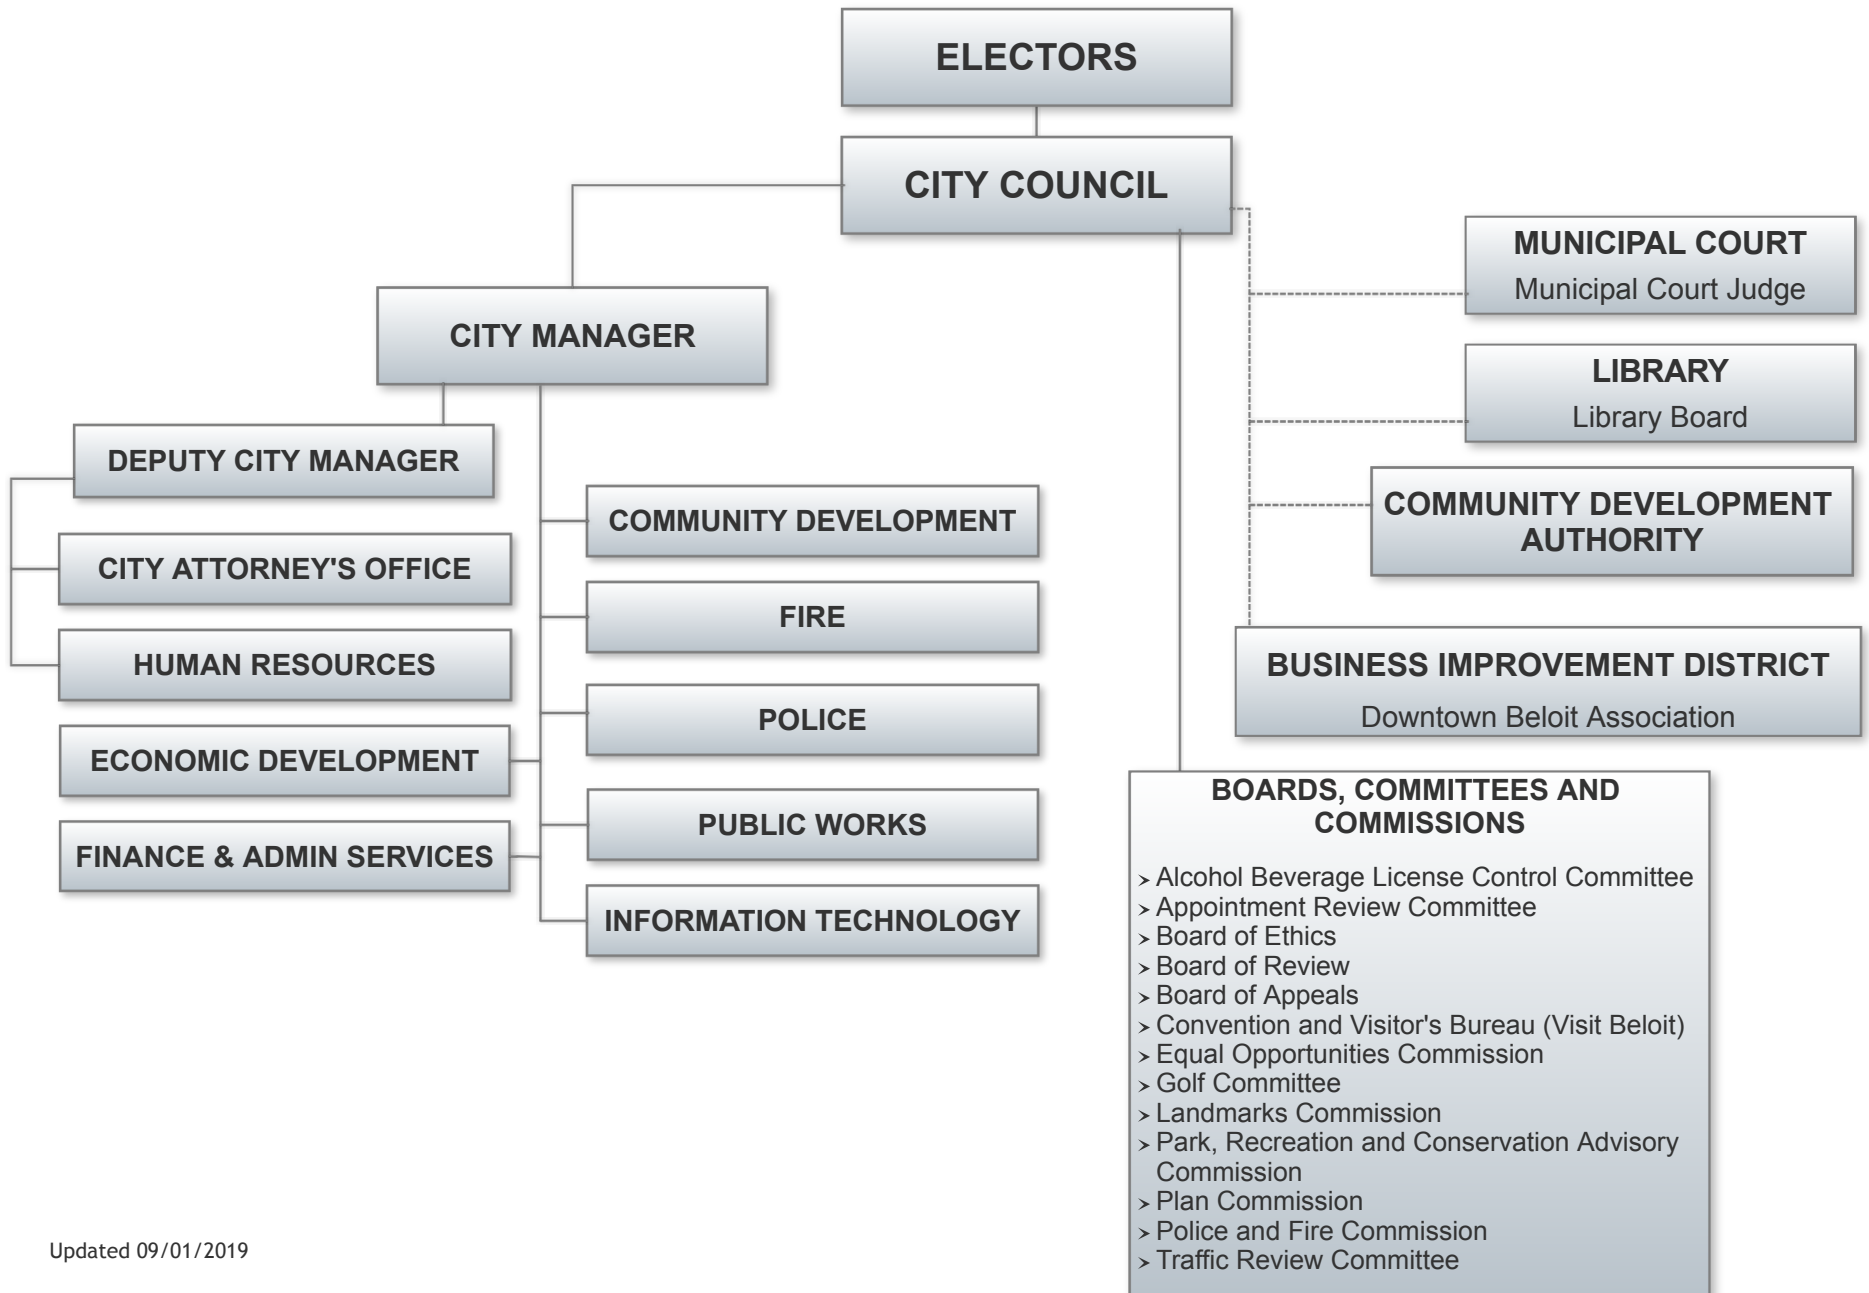 ELECTORS
CITY COUNCIL
CITY MANAGER
DEPUTY CITY MANAGER
CITY ATTORNEY'S OFFICE
HUMAN RESOURCES
ECONOMIC DEVELOPMENT
FINANCE & ADMIN SERVICES
COMMUNITY DEVELOPMENT
FIRE
POLICE
PUBLIC WORKS
INFORMATION TECHNOLOGY
MUNICIPAL COURT
Municipal Court Judge
LIBRARY
Library Board
COMMUNITY DEVELOPMENT
AUTHORITY
BUSINESS IMPROVEMENT DISTRICT
Downtown Beloit Association
BOARDS, COMMITTEES AND
COMMISSIONS
➢ Alcohol Beverage License Control Committee
➢ Appointment Review Committee
➢ Board of Ethics
➢ Board of Review
➢ Board of Appeals
➢ Convention and Visitor's Bureau (Visit Beloit)
➢ Equal Opportunities Commission
➢ Golf Committee
➢ Landmarks Commission
➢ Park, Recreation and Conservation Advisory
Commission
➢ Plan Commission
➢ Police and Fire Commission
➢ Traffic Review Committee
Updated 09/01/2019